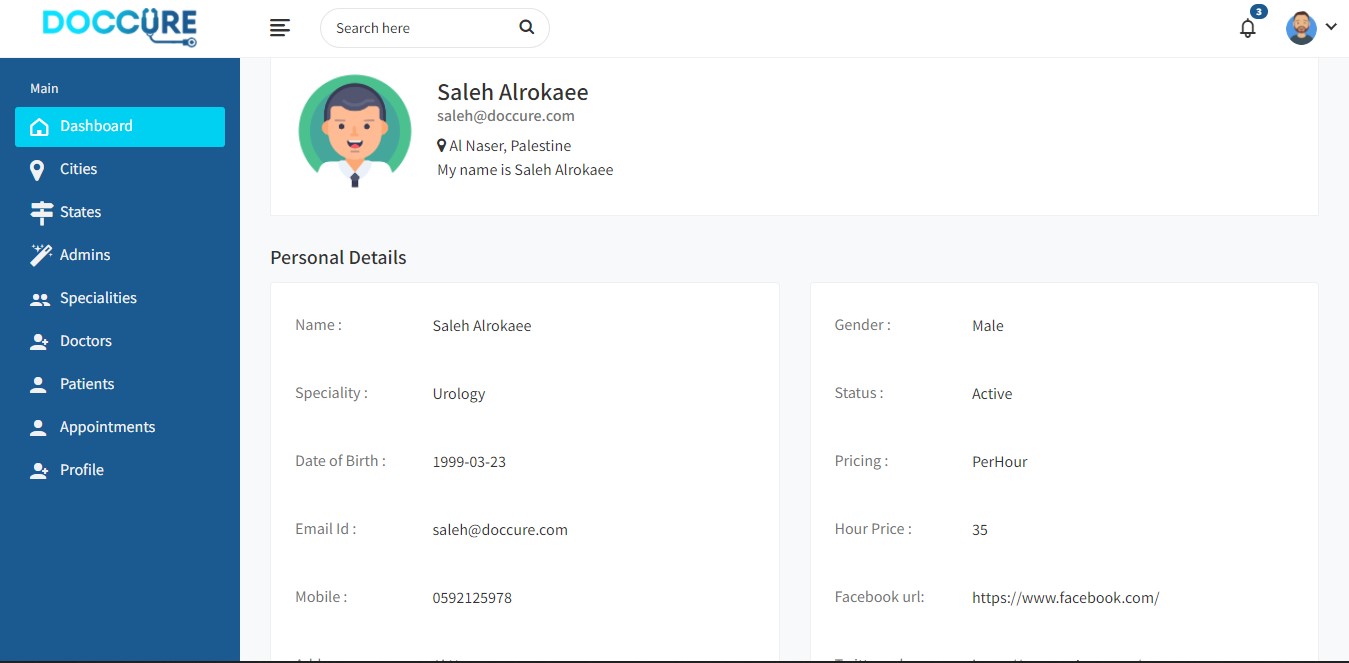 DOCCURE
Search here
3
Main
Dashboard
Cities
States
Admins
Specialities
Doctors
Patients
Appointments
Profile
Saleh Alrokaee
saleh@doccure.com
Al Naser, Palestine
My name is Saleh Alrokaee
Personal Details
Name : Saleh Alrokaee
Speciality : Urology
Date of Birth : 1999-03-23
Email Id : saleh@doccure.com
Mobile : 0592125978
Gender : Male
Status : Active
Pricing : PerHour
Hour Price : 35
Facebook url: https://www.facebook.com/